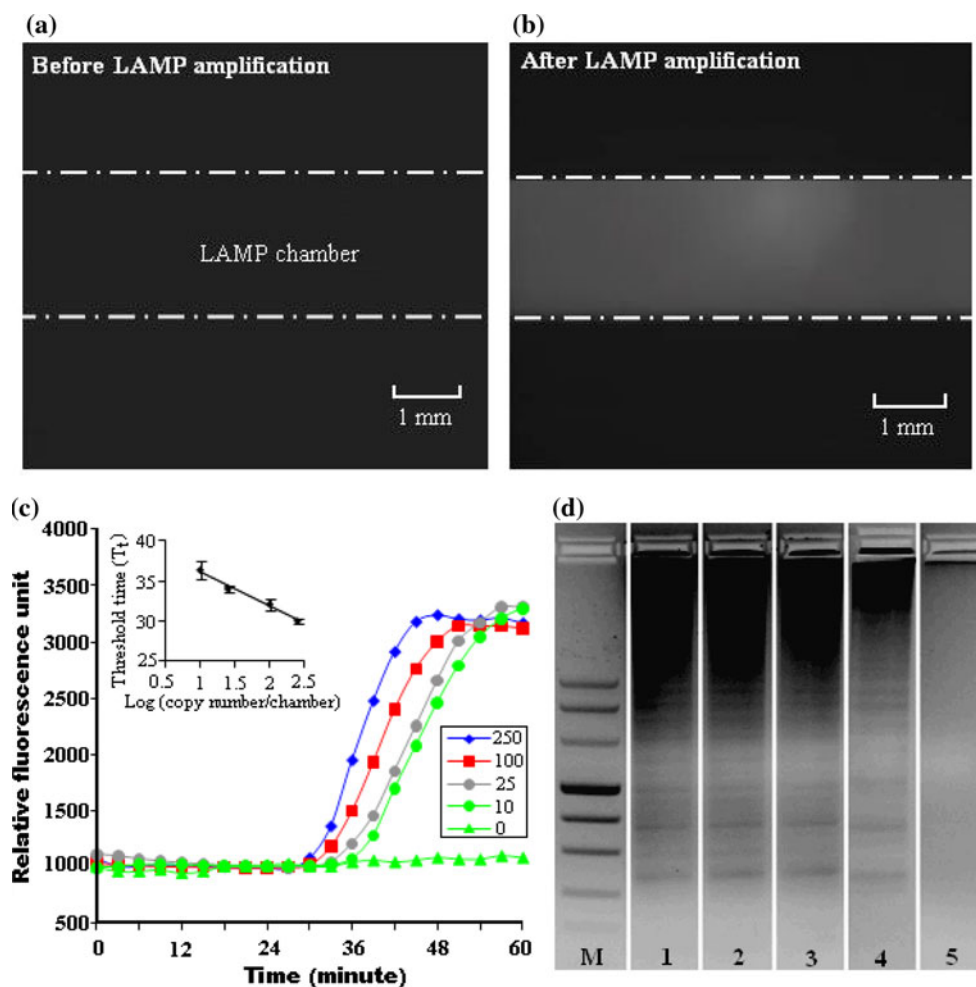 (a)
Before LAMP amplification
LAMP chamber
1 mm
(b)
After LAMP amplification
1 mm
(c)
Relative fluorescence unit
4000
3500
3000
2500
2000
1500
1000
500
0
12
24
36
48
60
Time (minute)
Threshold time (Tt)
40
35
30
25
0.5
1
1.5
2
2.5
Log (copy number/chamber)
250
100
25
10
0
(d)
M 1 2 3 4 5